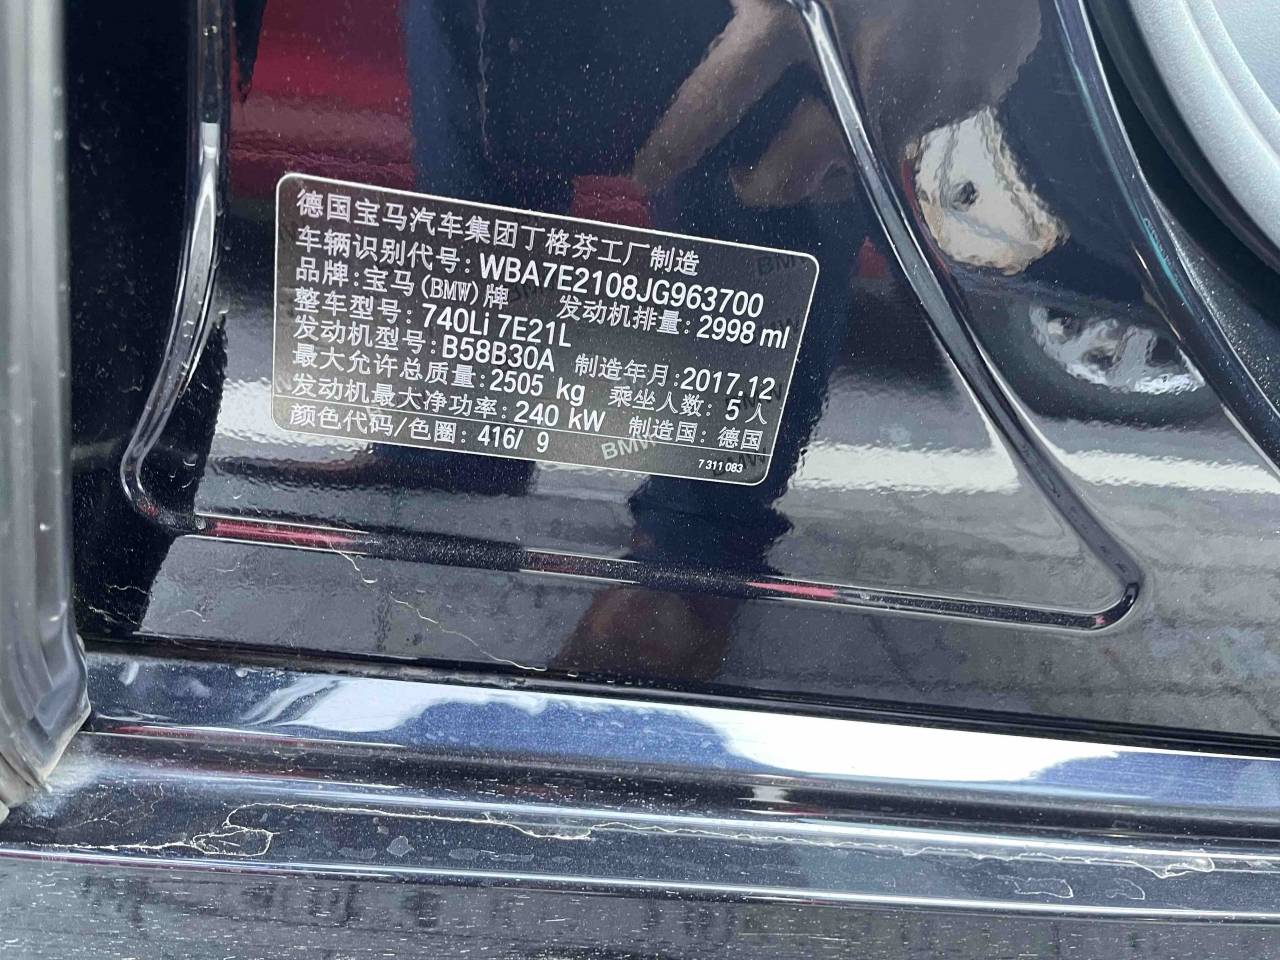 德国宝马汽车集团丁格芬工厂制造
车辆识别代号:WBA7E2108JG963700
品牌:宝马(BMW)牌 发动机排量:2998 ml
整车型号:740Li 7E21L
发动机型号:B58B30A 制造年月:2017.12
最大允许总质量:2505 kg 乘坐人数: 5人
发动机最大净功率:240 kW 制造国: 德国
颜色代码/色圈: 416/ 9
BMW
7 311 083